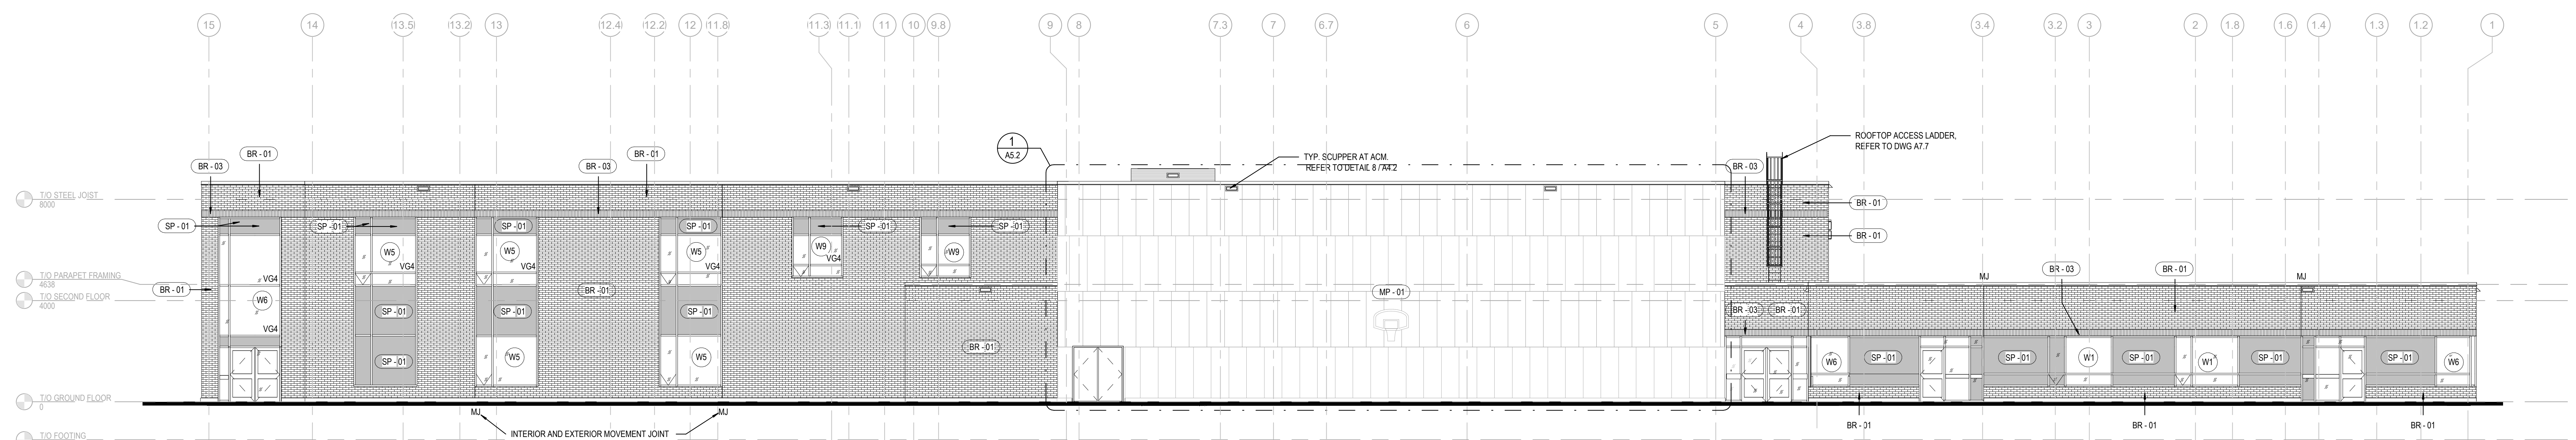 15
14
13.5
13.2
13
12.4
12.2
12
11.8
11.3
11.1
11
10
9.8
9
8
7.3
7
6.7
6
5
4
3.8
3.4
3.2
3
2
1.8
1.6
1.4
1.3
1.2
1
1
A5.2
ROOFTOP ACCESS LADDER,
REFER TO DWG A7.7
TYP. SCUPPER AT ACM.
REFER TO DETAIL 8 / A4.2
BR - 01
BR - 01
BR - 03
BR - 03
BR - 03
T/O STEEL JOIST
8000
BR - 01
SP - 01
SP - 01
SP - 01
SP - 01
SP - 01
SP - 01
BR - 01
W5
W5
W5
W9
W9
VG4
VG4
VG4
VG4
VG4
T/O PARAPET FRAMING
4638
T/O SECOND FLOOR
4000
BR - 01
W6
BR - 01
MP - 01
MJ
BR - 03
BR - 01
MJ
SP - 01
SP - 01
SP - 01
BR - 03
BR - 01
VG4
SP - 01
W5
W5
BR - 01
W6
SP - 01
SP - 01
W1
SP - 01
W1
SP - 01
SP - 01
W6
T/O GROUND FLOOR
0
MJ
MJ
INTERIOR AND EXTERIOR MOVEMENT JOINT
BR - 01
BR - 01
BR - 01
T/O FOOTING